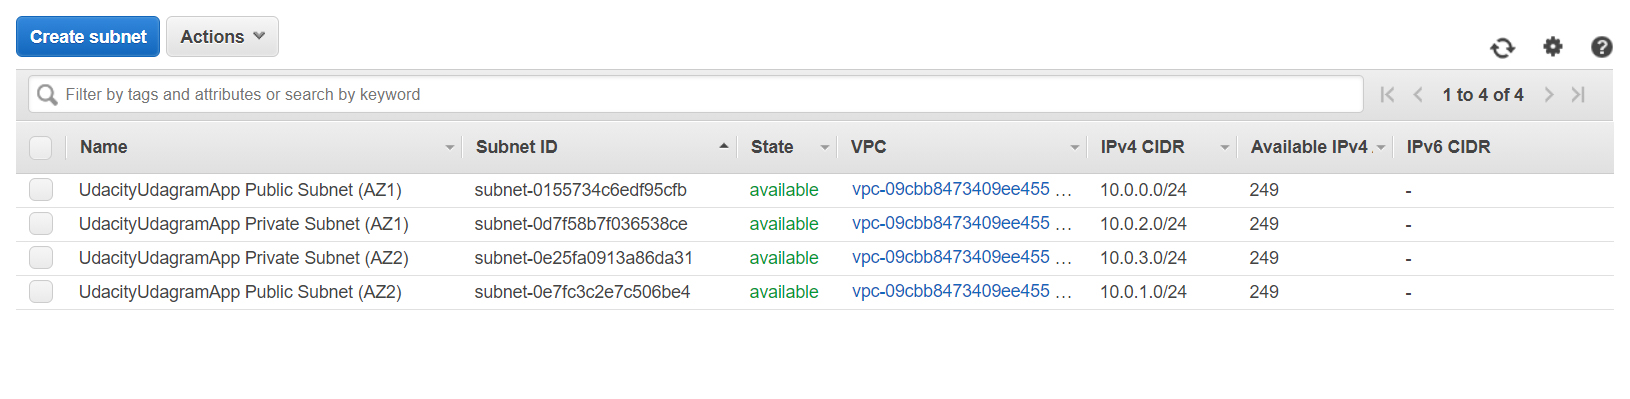 Create subnet Actions
Filter by tags and attributes or search by keyword 1 to 4 of 4
Name Subnet ID State VPC IPv4 CIDR Available IPv4 IPv6 CIDR
UdacityUdagramApp Public Subnet (AZ1) subnet-0155734c6edf95cfb available vpc-09cbb8473409ee455 ... 10.0.0.0/24 249 -
UdacityUdagramApp Private Subnet (AZ1) subnet-0d7f58b7f036538ce available vpc-09cbb8473409ee455 ... 10.0.2.0/24 249 -
UdacityUdagramApp Private Subnet (AZ2) subnet-0e25fa0913a86da31 available vpc-09cbb8473409ee455 ... 10.0.3.0/24 249 -
UdacityUdagramApp Public Subnet (AZ2) subnet-0e7fc3c2e7c506be4 available vpc-09cbb8473409ee455 ... 10.0.1.0/24 249 -